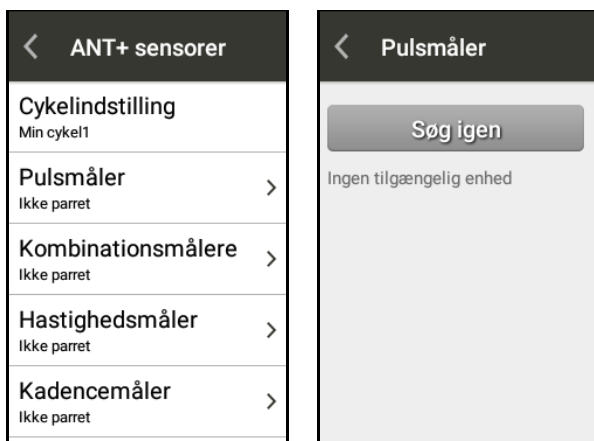 ANT+ sensorer
Cykelindstilling
Min cykel1
Pulsmåler
Ikke parret
Kombinationsmålere
Ikke parret
Hastighedsmåler
Ikke parret
Kadencemåler
Ikke parret
Pulsmåler
Søg igen
Ingen tilgængelig enhed